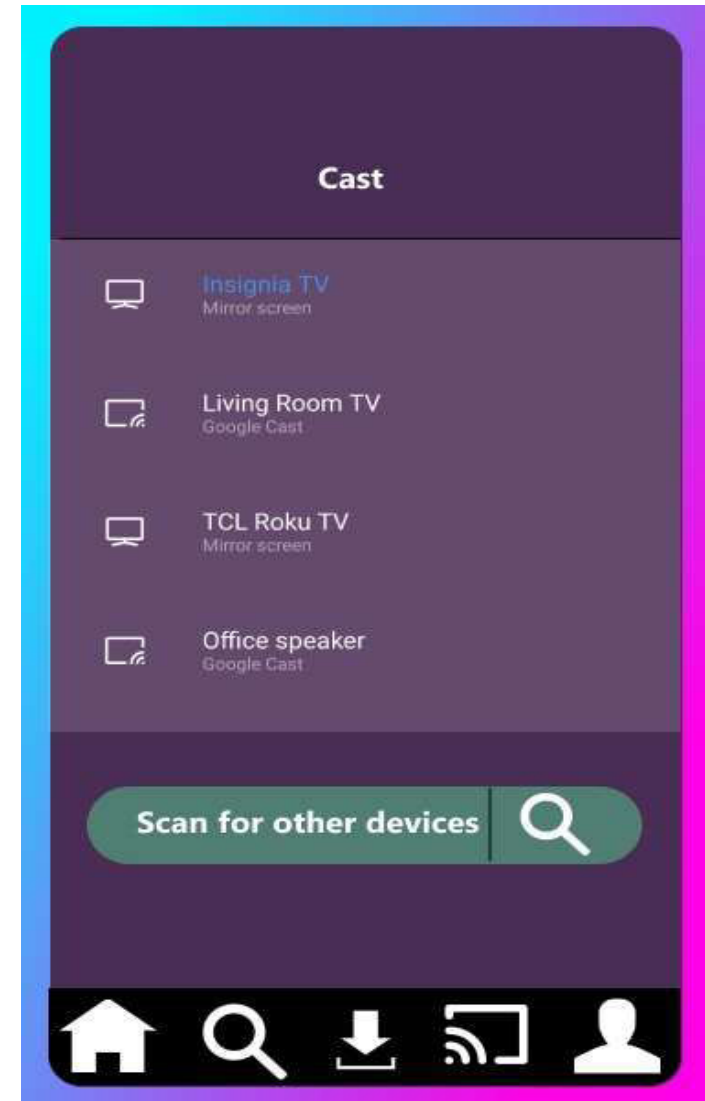 Cast
Insignia TV
Mirror screen
Living Room TV
Google Cast
TCL Roku TV
Mirror screen
Office speaker
Google Cast
Scan for other devices